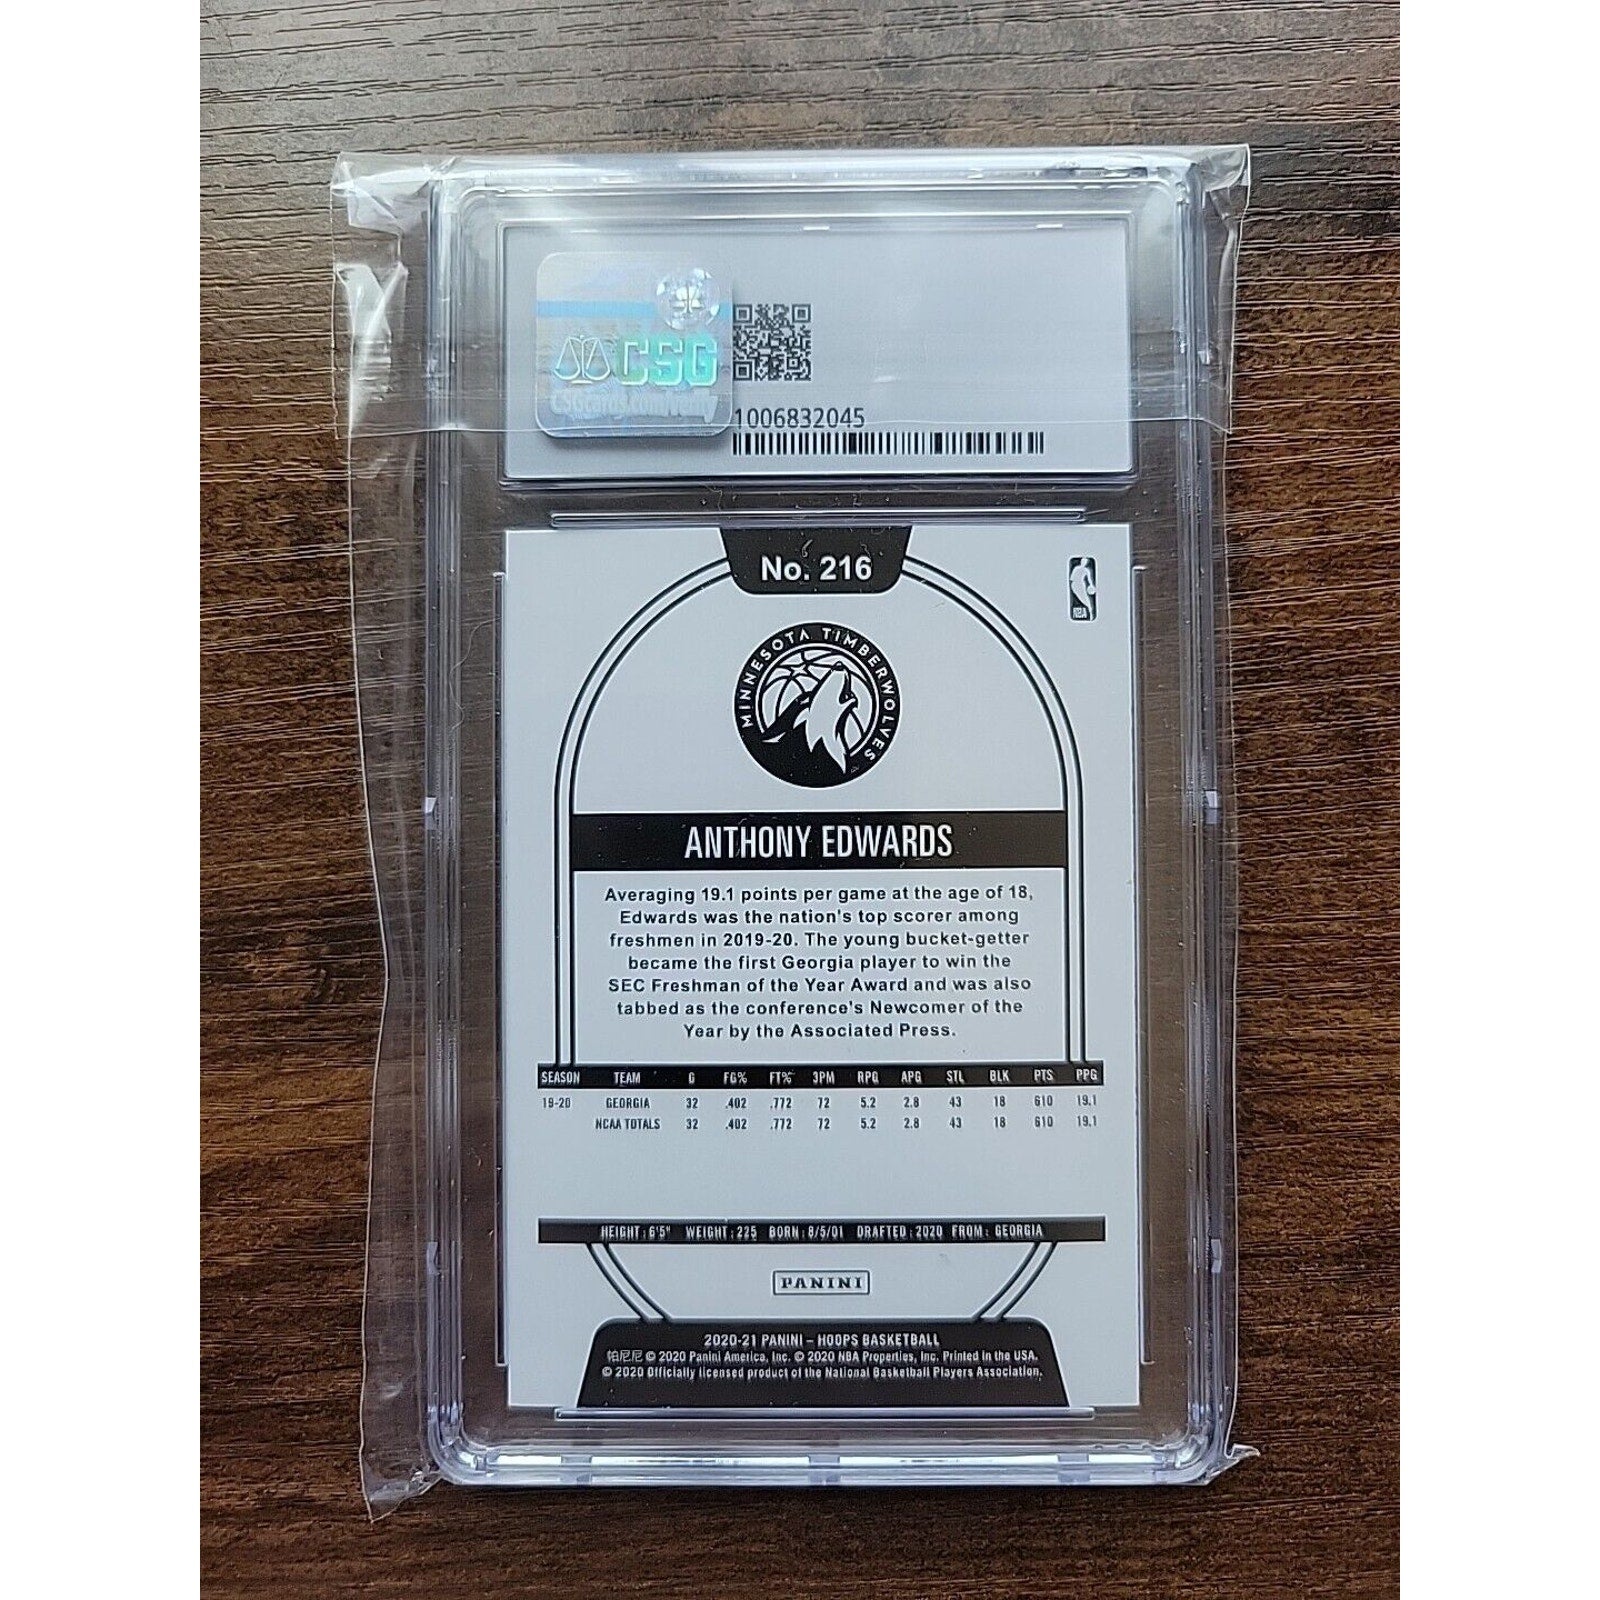 CSG
CSGcards.com/verify
1006832045
No. 216
NBA
MINNESOTA TIMBERWOLVES
ANTHONY EDWARDS
Averaging 19.1 points per game at the age of 18,
Edwards was the nation's top scorer among
freshmen in 2019-20. The young bucket-getter
became the first Georgia player to win the
SEC Freshman of the Year Award and was also
tabbed as the conference's Newcomer of the
Year by the Associated Press.
SEASON TEAM G FG% FT% 3PM RPG APG STL BLK PTS PPG
19-20 GEORGIA 32 .402 .772 72 5.2 2.8 43 18 610 19.1
NCAA TOTALS 32 .402 .772 72 5.2 2.8 43 18 610 19.1
HEIGHT: 6'5" WEIGHT: 225 BORN: 8/5/01 DRAFTED: 2020 FROM: GEORGIA
PANINI
2020-21 PANINI – HOOPS BASKETBALL
帕尼尼 © 2020 Panini America, Inc. © 2020 NBA Properties, Inc. Printed in the USA.
© 2020 Officially licensed product of the National Basketball Players Association.